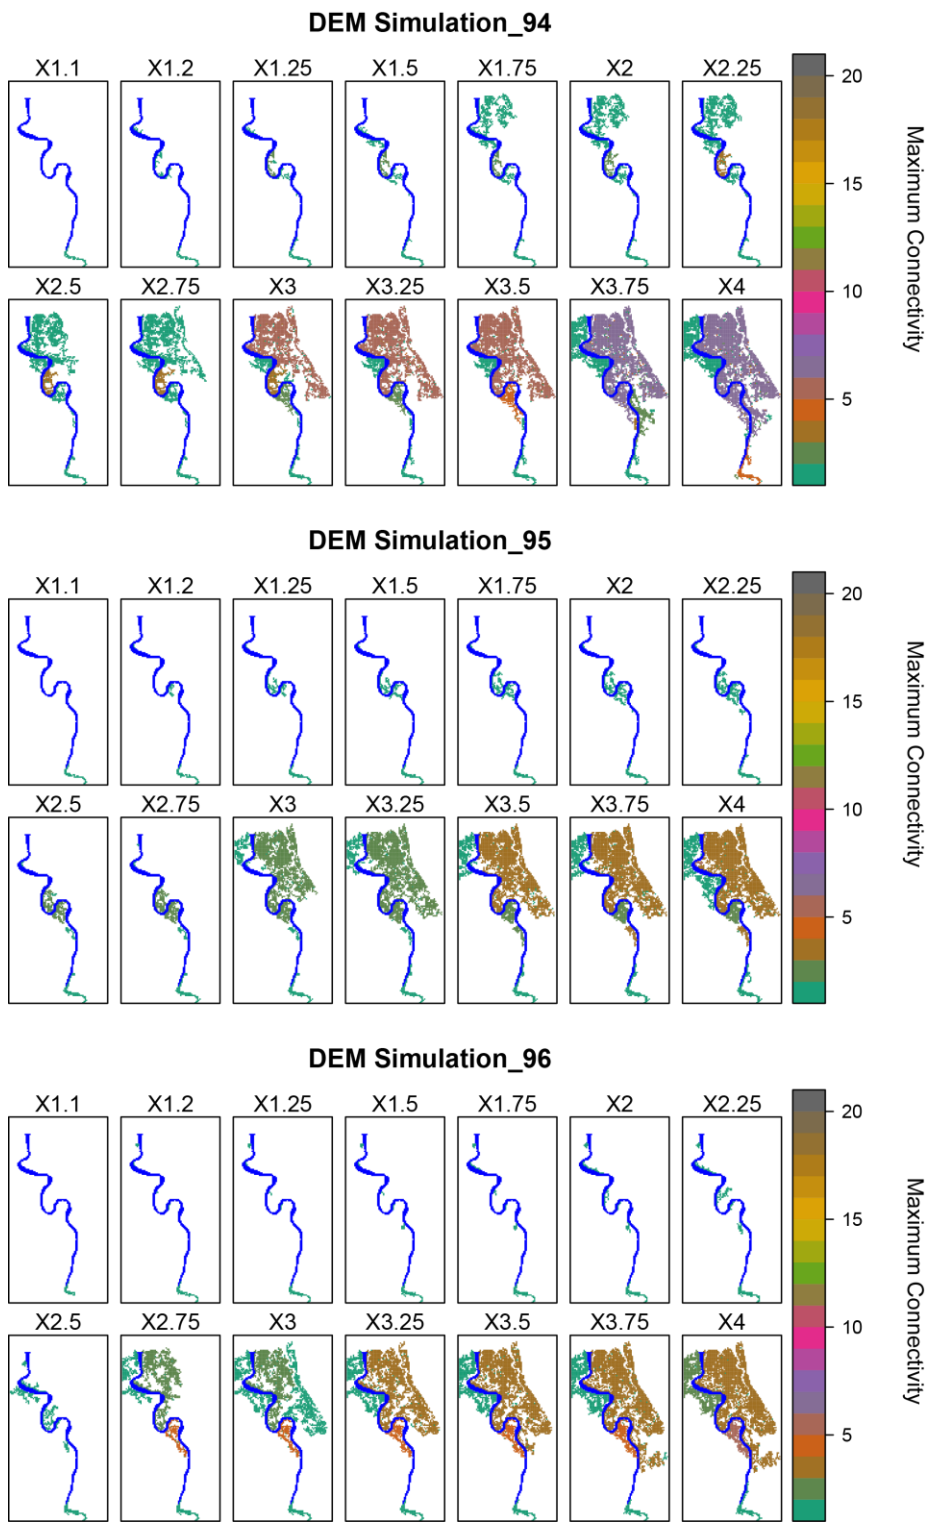 DEM Simulation_94
X1.1 X1.2 X1.25 X1.5 X1.75 X2 X2.25
X2.5 X2.75 X3 X3.25 X3.5 X3.75 X4
20
15
10
5
Maximum Connectivity
DEM Simulation_95
X1.1 X1.2 X1.25 X1.5 X1.75 X2 X2.25
X2.5 X2.75 X3 X3.25 X3.5 X3.75 X4
20
15
10
5
Maximum Connectivity
DEM Simulation_96
X1.1 X1.2 X1.25 X1.5 X1.75 X2 X2.25
X2.5 X2.75 X3 X3.25 X3.5 X3.75 X4
20
15
10
5
Maximum Connectivity